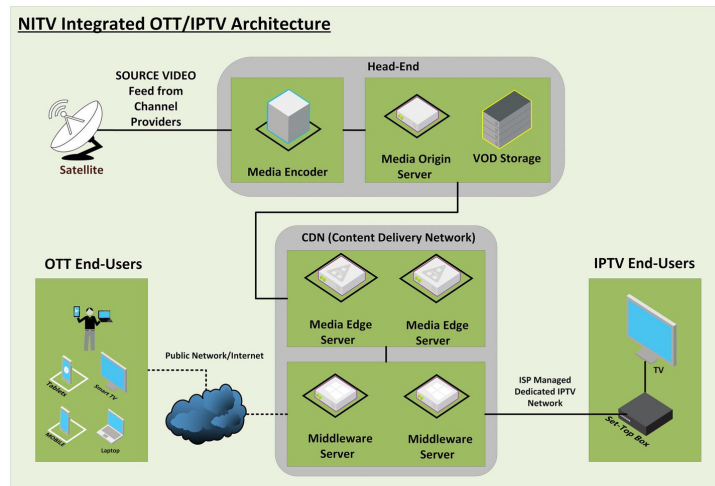 NITV Integrated OTT/IPTV Architecture
Head-End
SOURCE VIDEO
Feed from
Channel
Providers
Satellite
Media Encoder
Media Origin
Server
VOD Storage
CDN (Content Delivery Network)
Media Edge
Server
Media Edge
Server
Middleware
Server
Middleware
Server
OTT End-Users
Tablets
Smart TV
MOBILE
Laptop
Public Network/Internet
ISP Managed
Dedicated IPTV
Network
IPTV End-Users
TV
Set-Top Box